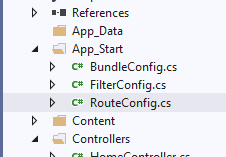 References
App_Data
App_Start
C# BundleConfig.cs
C# FilterConfig.cs
C# RouteConfig.cs
Content
Controllers
C# HomeController.cs